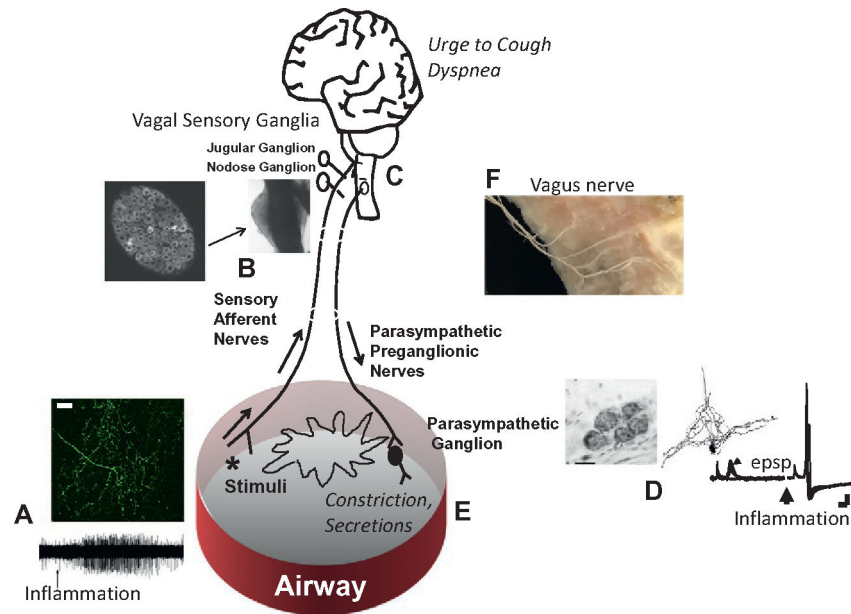 Urge to Cough
Dyspnea
Vagal Sensory Ganglia
Jugular Ganglion
Nodose Ganglion
C
F
Vagus nerve
B
Sensory
Afferent
Nerves
Parasympathetic
Preganglionic
Nerves
Parasympathetic
Ganglion
*
Stimuli
Constriction,
Secretions
E
A
epsp
D
Inflammation
Inflammation
Airway